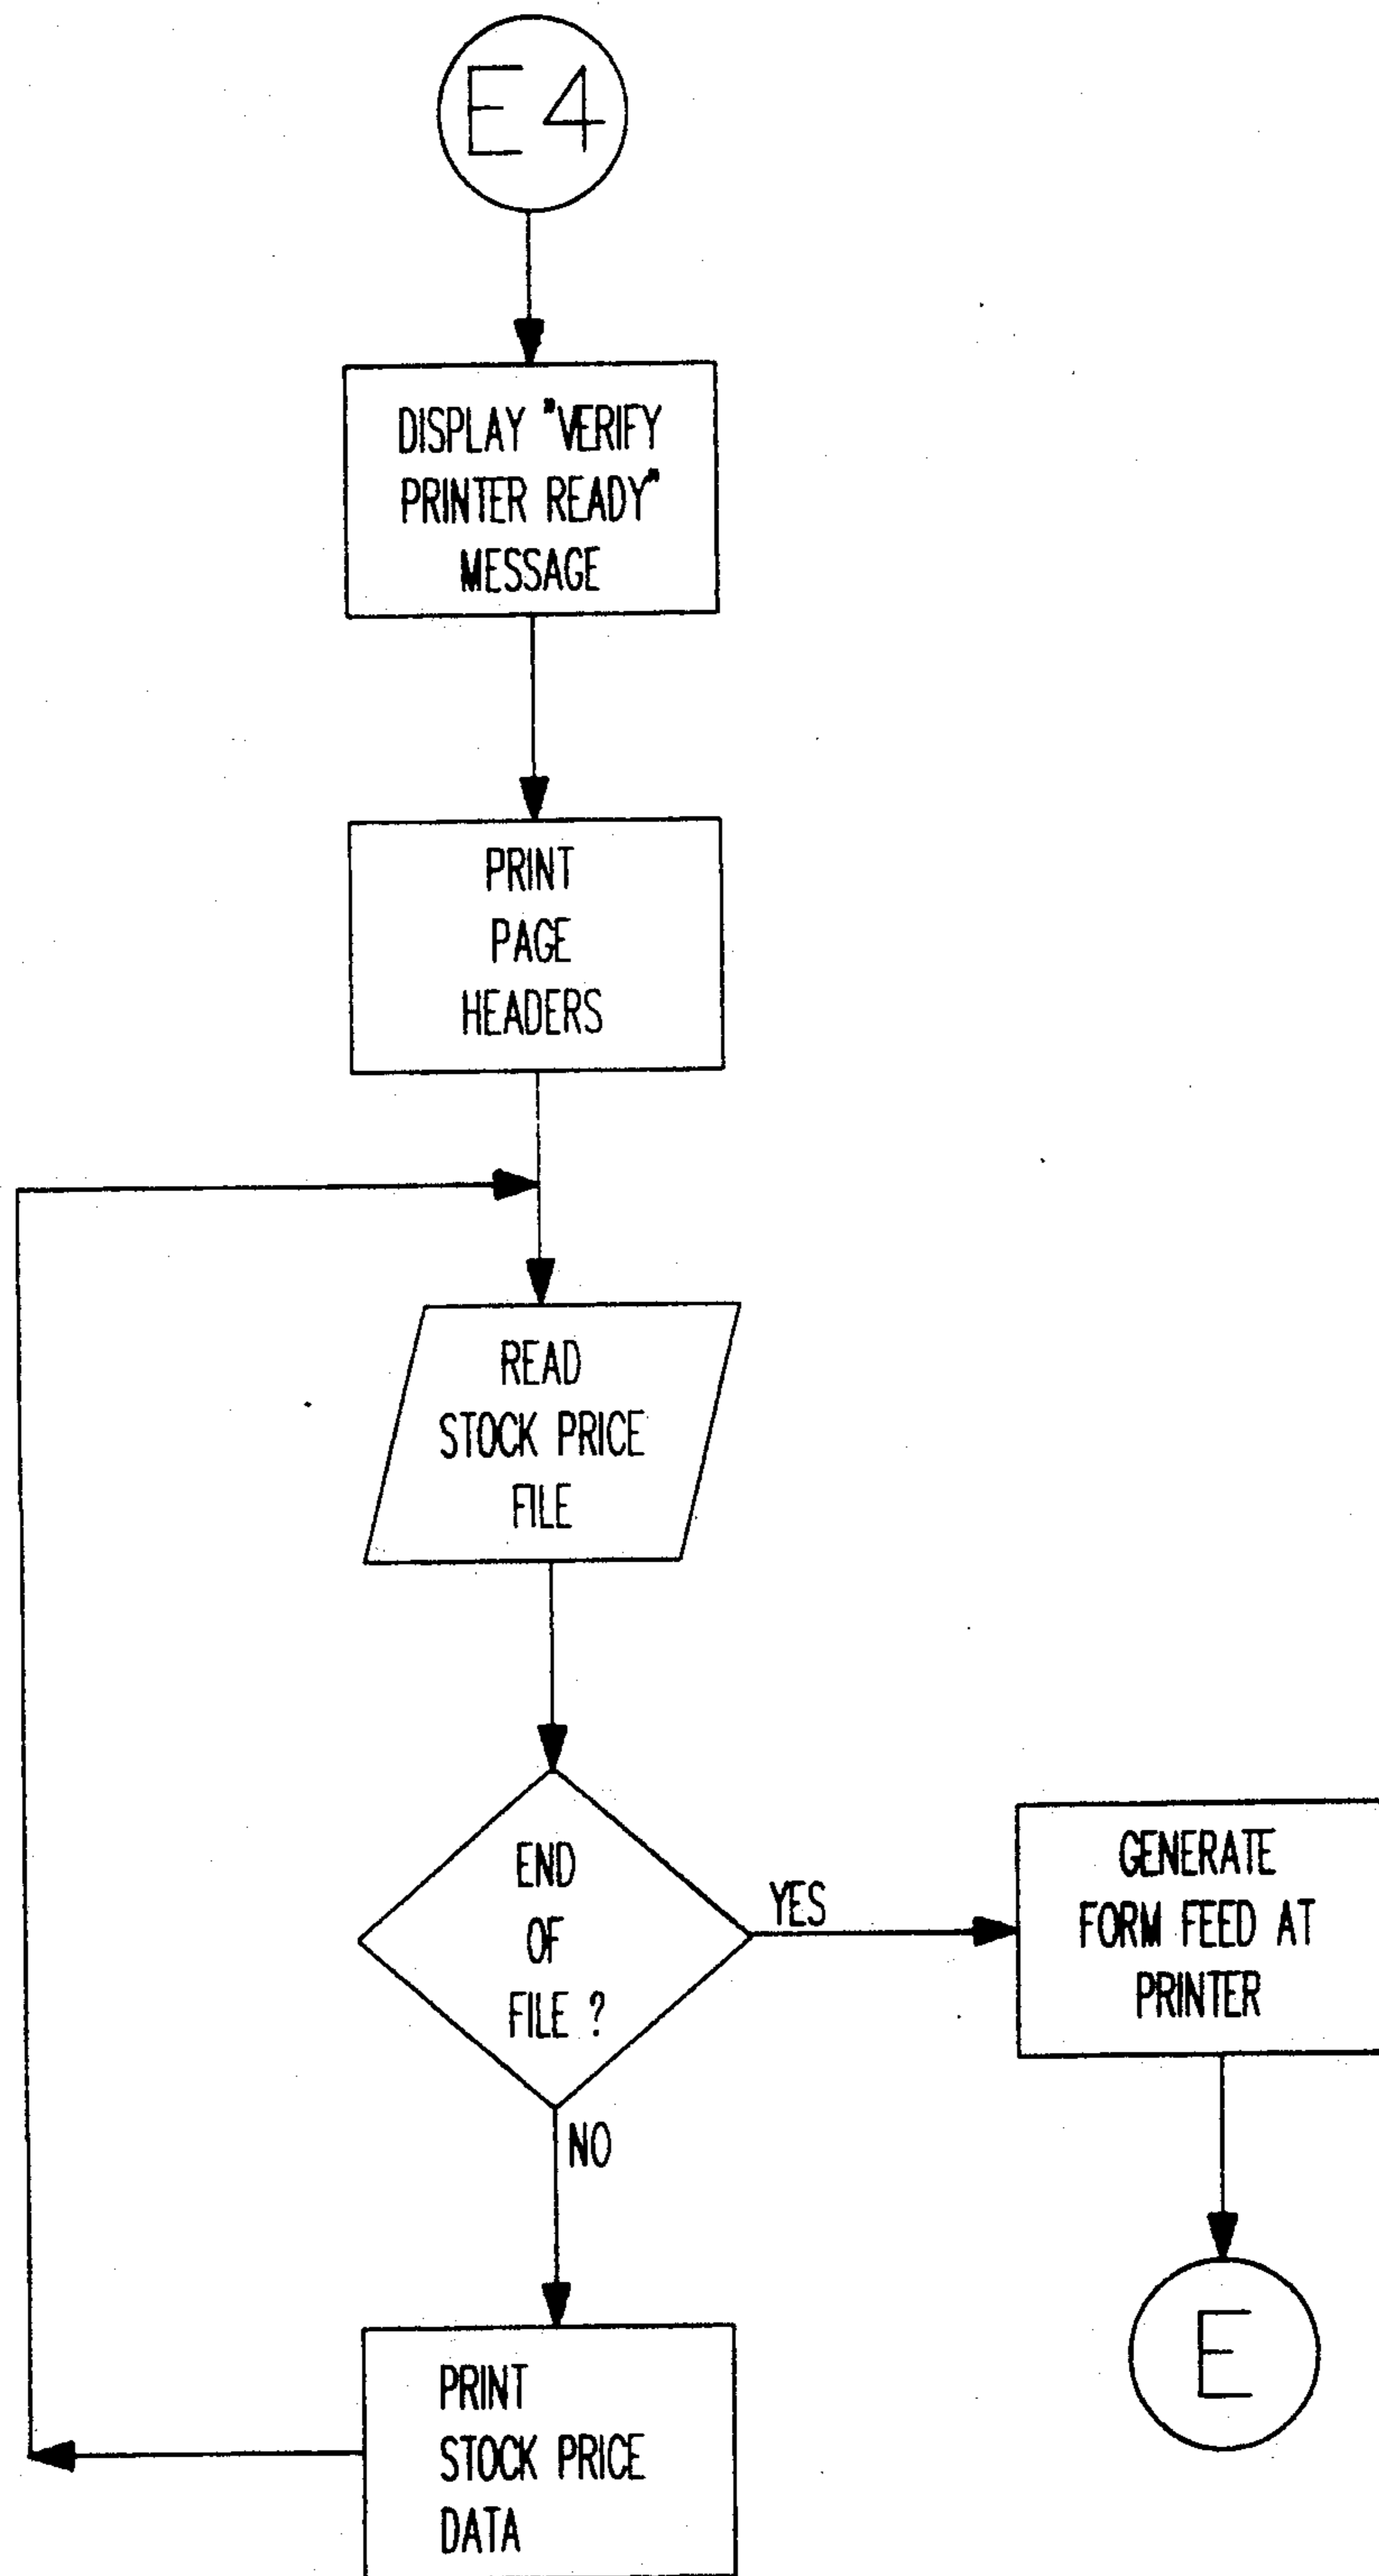 E4
DISPLAY "VERIFY
PRINTER READY"
MESSAGE
PRINT
PAGE
HEADERS
READ
STOCK PRICE
FILE
END
OF
FILE ?
YES
GENERATE
FORM FEED AT
PRINTER
NO
E
PRINT
STOCK PRICE
DATA